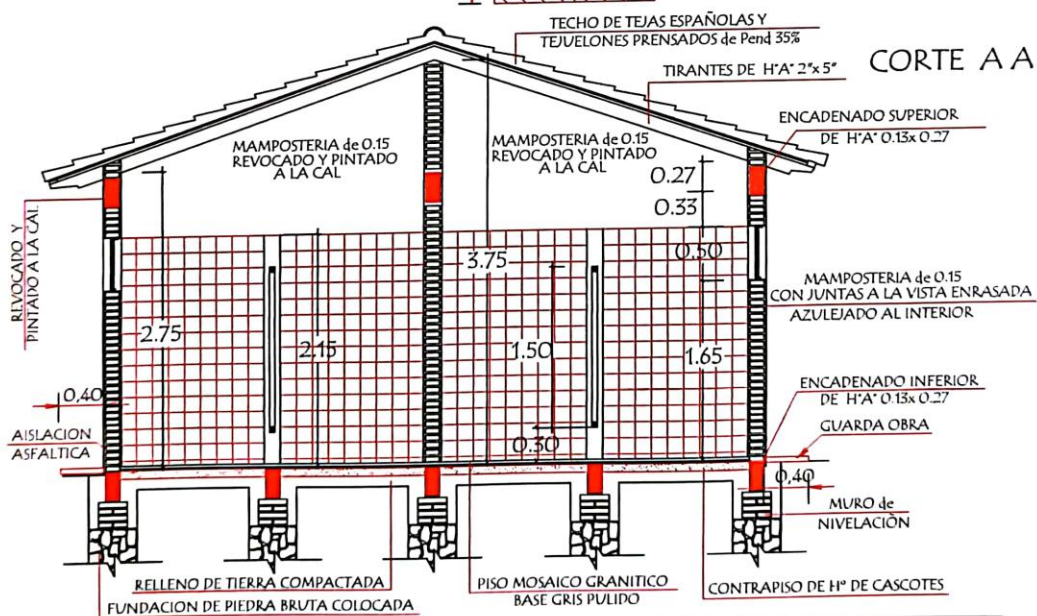 TECHO DE TEJAS ESPAÑOLAS Y
TEJUELONES PRENSADOS de Pend 35%
CORTE A A
TIRANTES DE H°A° 2"x 5"
ENCADENADO SUPERIOR
DE H°A° 0.13x 0.27
MAMPOSTERIA de 0.15
REVOCADO Y PINTADO
A LA CAL
MAMPOSTERIA de 0.15
REVOCADO Y PINTADO
A LA CAL
0.27
0.33
0.50
REVOCADO Y
PINTADO A LA CAL
3.75
MAMPOSTERIA de 0.15
CON JUNTAS A LA VISTA ENRASADA
AZULEJADO AL INTERIOR
2.75
2.15
1.50
1.65
0,40
ENCADENADO INFERIOR
DE H°A° 0.13x 0.27
AISLACION
ASFALTICA
0.30
GUARDA OBRA
0,40
MURO de
NIVELACIÒN
RELLENO DE TIERRA COMPACTADA
FUNDACION DE PIEDRA BRUTA COLOCADA
PISO MOSAICO GRANITICO
BASE GRIS PULIDO
CONTRAPISO DE Hº DE CASCOTES